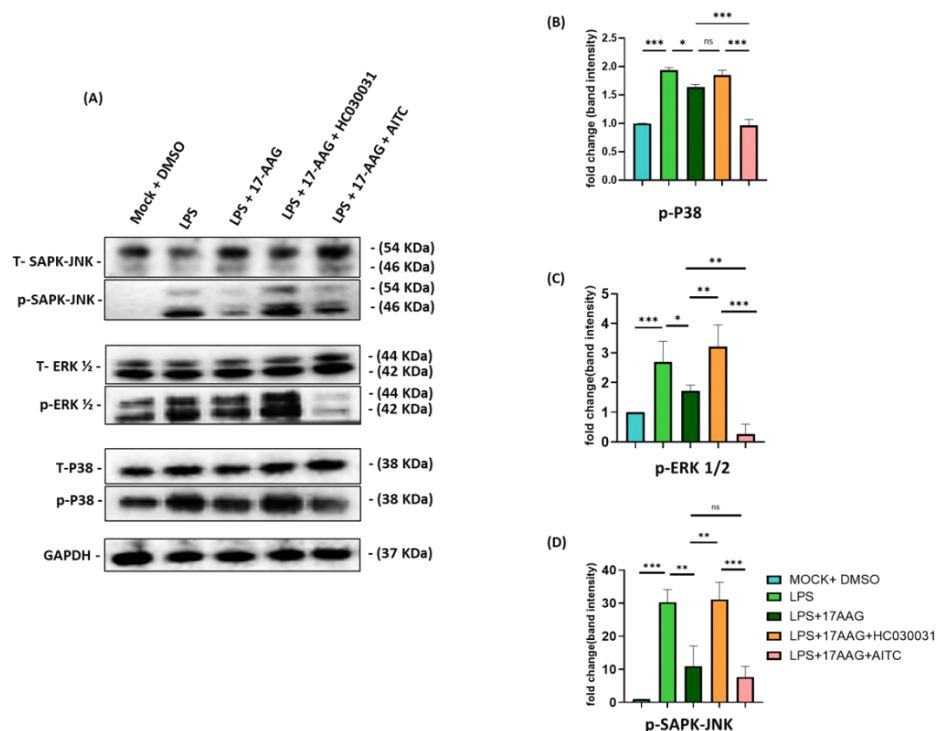 (A)
Mock + DMSO
LPS
LPS + 17-AAG
LPS + 17-AAG + HC030031
LPS + 17-AAG + AITC
T- SAPK-JNK -
- (54 KDa)
- (46 KDa)
p-SAPK-JNK -
- (54 KDa)
- (46 KDa)
T- ERK ½ -
- (44 KDa)
- (42 KDa)
p-ERK ½ -
- (44 KDa)
- (42 KDa)
T-P38 -
- (38 KDa)
p-P38 -
- (38 KDa)
GAPDH -
- (37 KDa)
(B)
***
*** * ns ***
fold change (band intensity)
2.5
2.0
1.5
1.0
0.5
0.0
p-P38
(C)
**
*** * ** ***
fold change(band intensity)
5
4
3
2
1
0
p-ERK 1/2
(D)
ns
*** ** ** ***
fold change(band intensity)
40
30
20
10
0
p-SAPK-JNK
MOCK+ DMSO
LPS
LPS+17AAG
LPS+17AAG+HC030031
LPS+17AAG+AITC